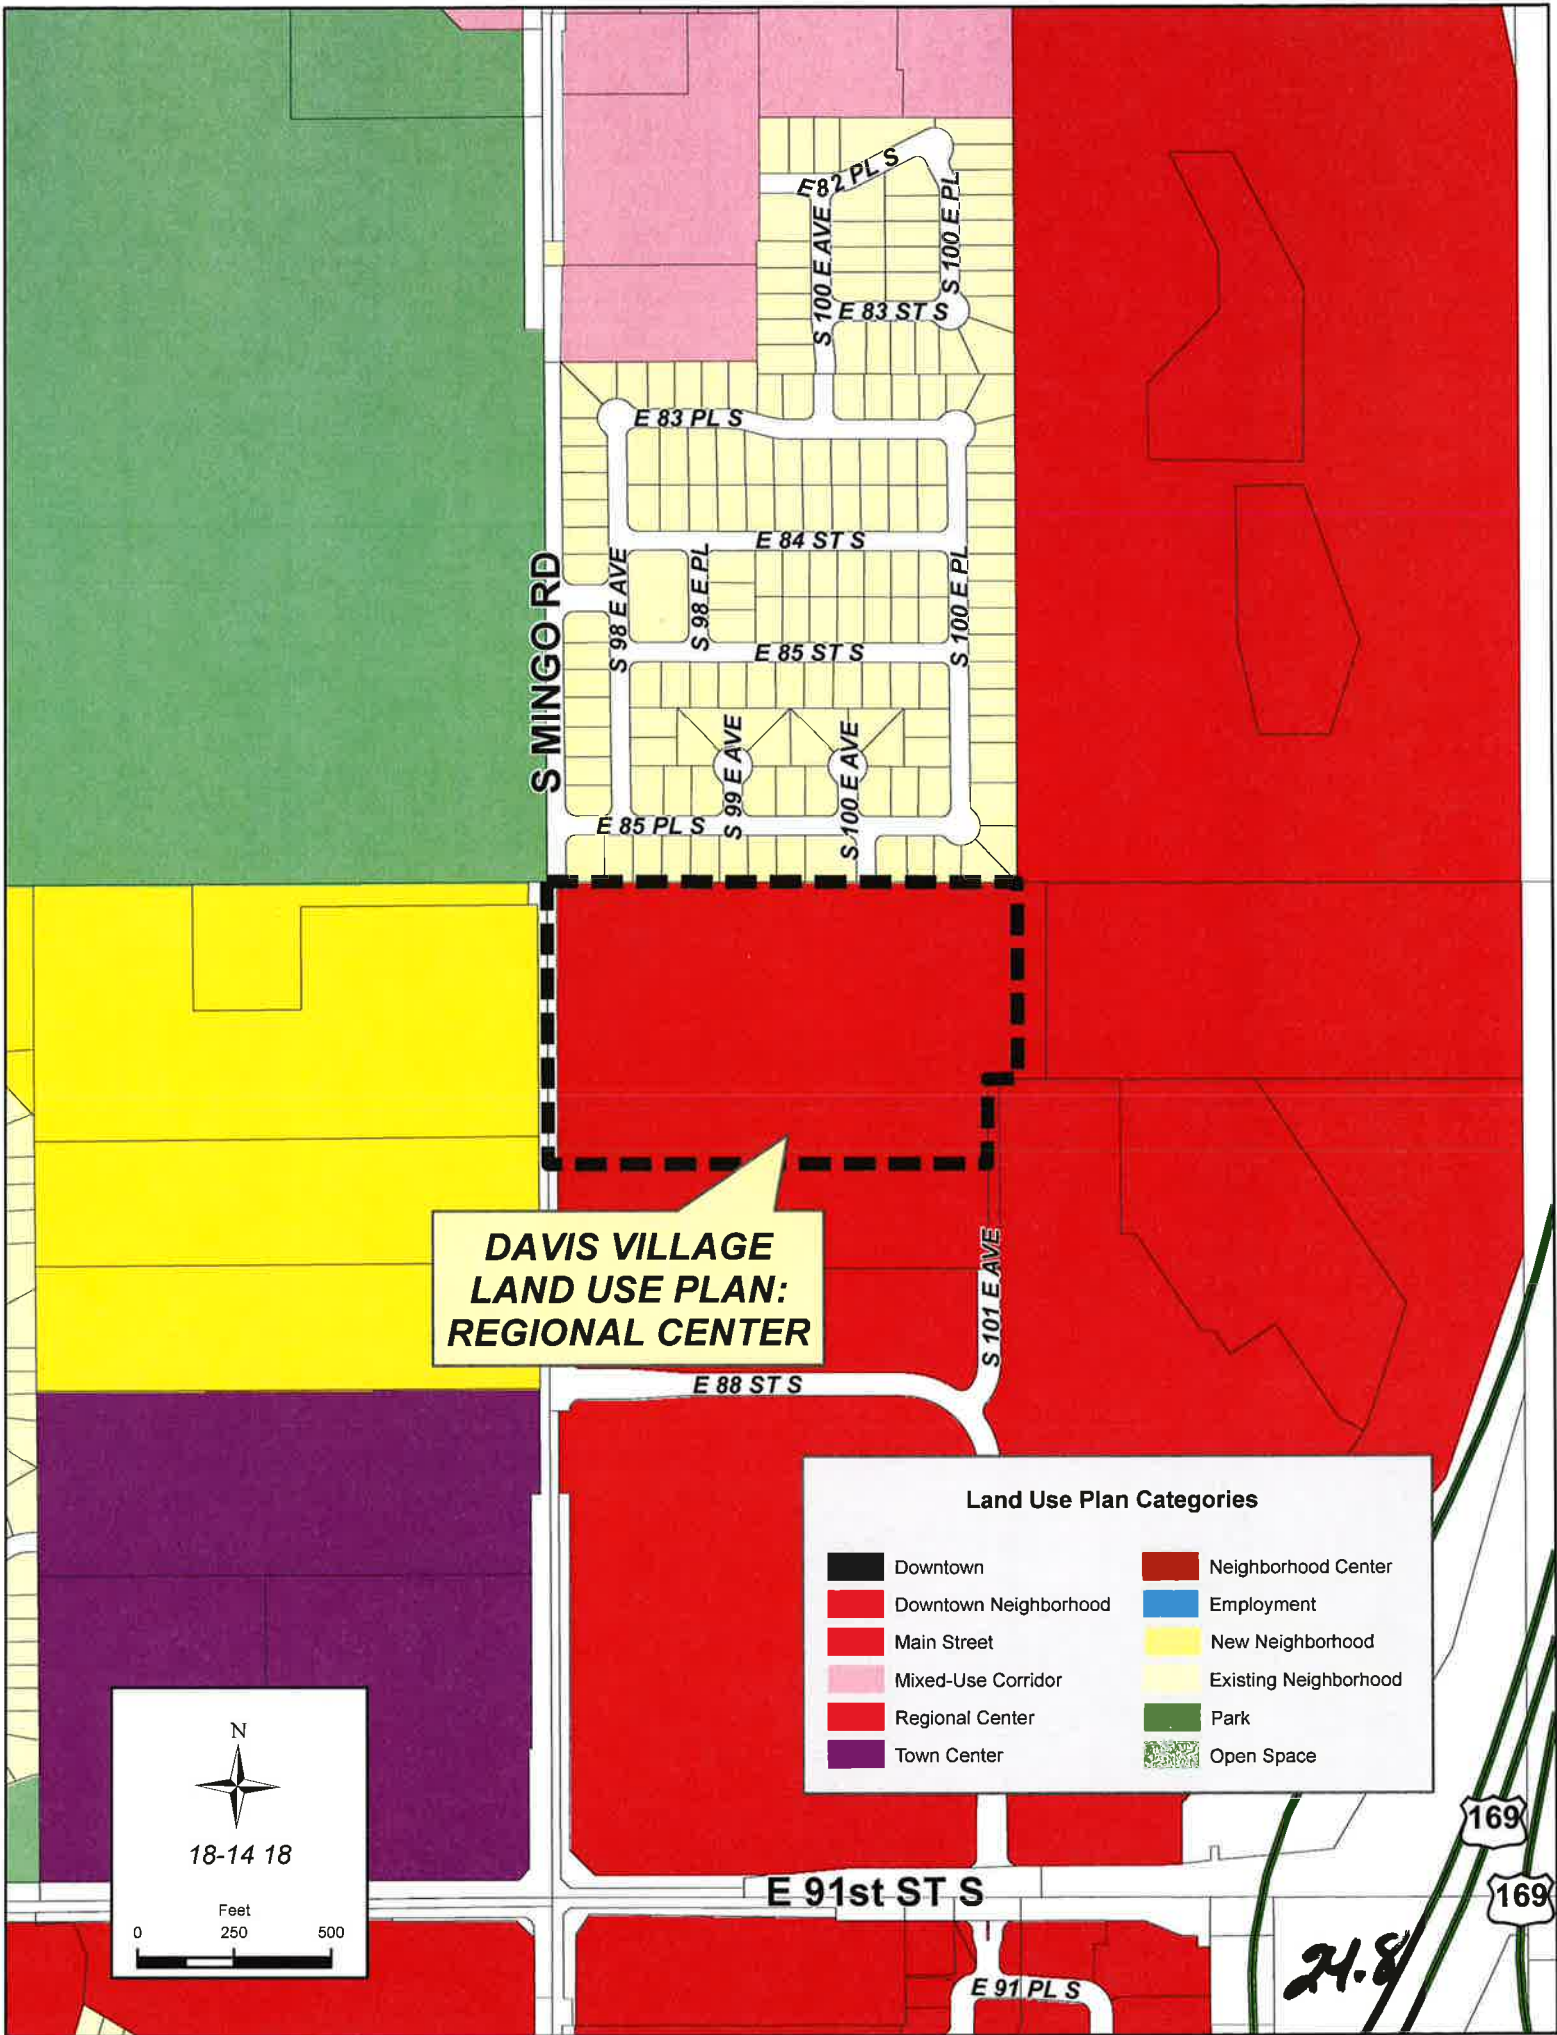 E 82 PL S
S 100 E AVE
S 100 E PL
E 83 ST S
E 83 PL S
E 84 ST S
S MINGO RD
S 98 E AVE
S 98 E PL
S 100 E PL
E 85 ST S
S 99 E AVE
S 100 E AVE
E 85 PL S
DAVIS VILLAGE
LAND USE PLAN:
REGIONAL CENTER
S 101 E AVE
E 88 ST S
Land Use Plan Categories
Downtown
Downtown Neighborhood
Main Street
Mixed-Use Corridor
Regional Center
Town Center
Neighborhood Center
Employment
New Neighborhood
Existing Neighborhood
Park
Open Space
N
18-14 18
Feet
0 250 500
169
169
E 91st ST S
E 91 PL S
24.8